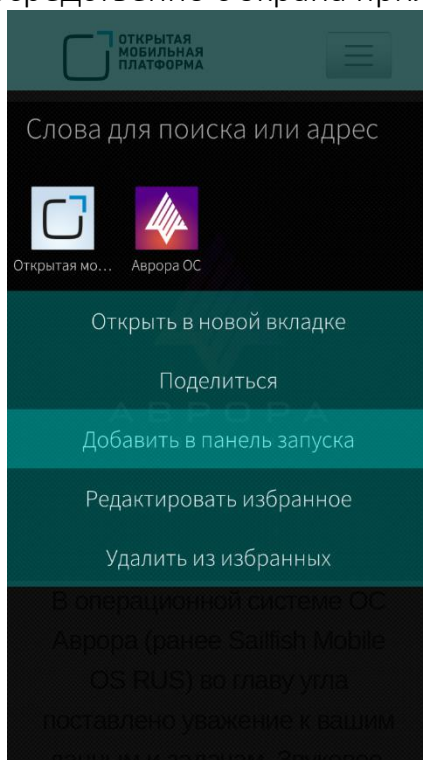 ОТКРЫТАЯ
МОБИЛЬНАЯ
ПЛАТФОРМА
Слова для поиска или адрес
Открытая мо... Аврора ОС
Открыть в новой вкладке
Поделиться
АВРОРА
Добавить в панель запуска
Редактировать избранное
Удалить из избранных
В операционной системе ОС
Аврора (ранее Sailfish Mobile
OS RUS) во главу угла
поставлено уважение к вашим